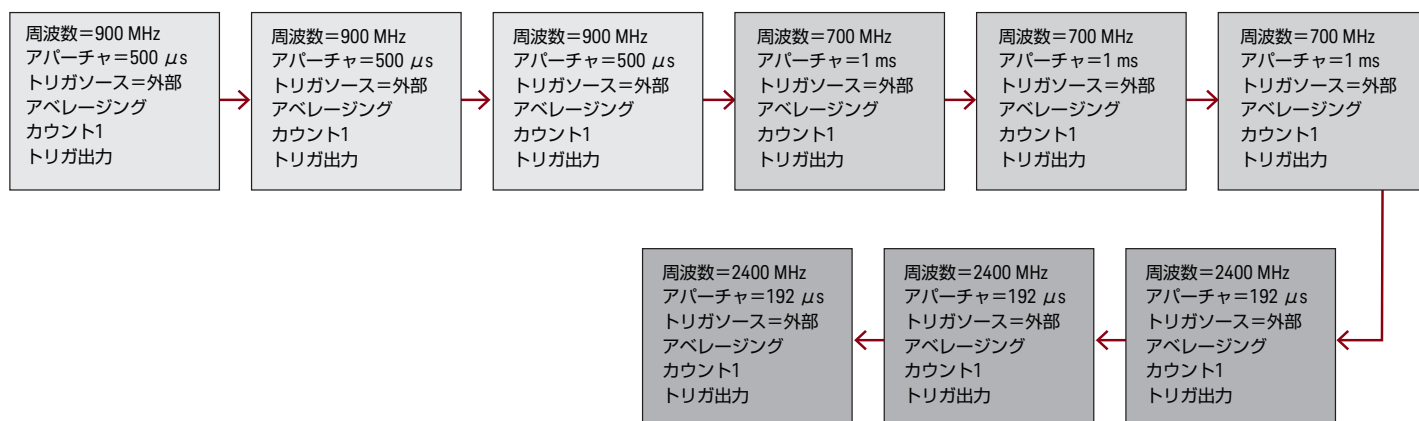 周波数=900 MHz
アパーチャ=500 μs
トリガソース=外部
アベレージング
カウント1
トリガ出力
周波数=900 MHz
アパーチャ=500 μs
トリガソース=外部
アベレージング
カウント1
トリガ出力
周波数=900 MHz
アパーチャ=500 μs
トリガソース=外部
アベレージング
カウント1
トリガ出力
周波数=700 MHz
アパーチャ=1 ms
トリガソース=外部
アベレージング
カウント1
トリガ出力
周波数=700 MHz
アパーチャ=1 ms
トリガソース=外部
アベレージング
カウント1
トリガ出力
周波数=700 MHz
アパーチャ=1 ms
トリガソース=外部
アベレージング
カウント1
トリガ出力
周波数=2400 MHz
アパーチャ=192 μs
トリガソース=外部
アベレージング
カウント1
トリガ出力
周波数=2400 MHz
アパーチャ=192 μs
トリガソース=外部
アベレージング
カウント1
トリガ出力
周波数=2400 MHz
アパーチャ=192 μs
トリガソース=外部
アベレージング
カウント1
トリガ出力